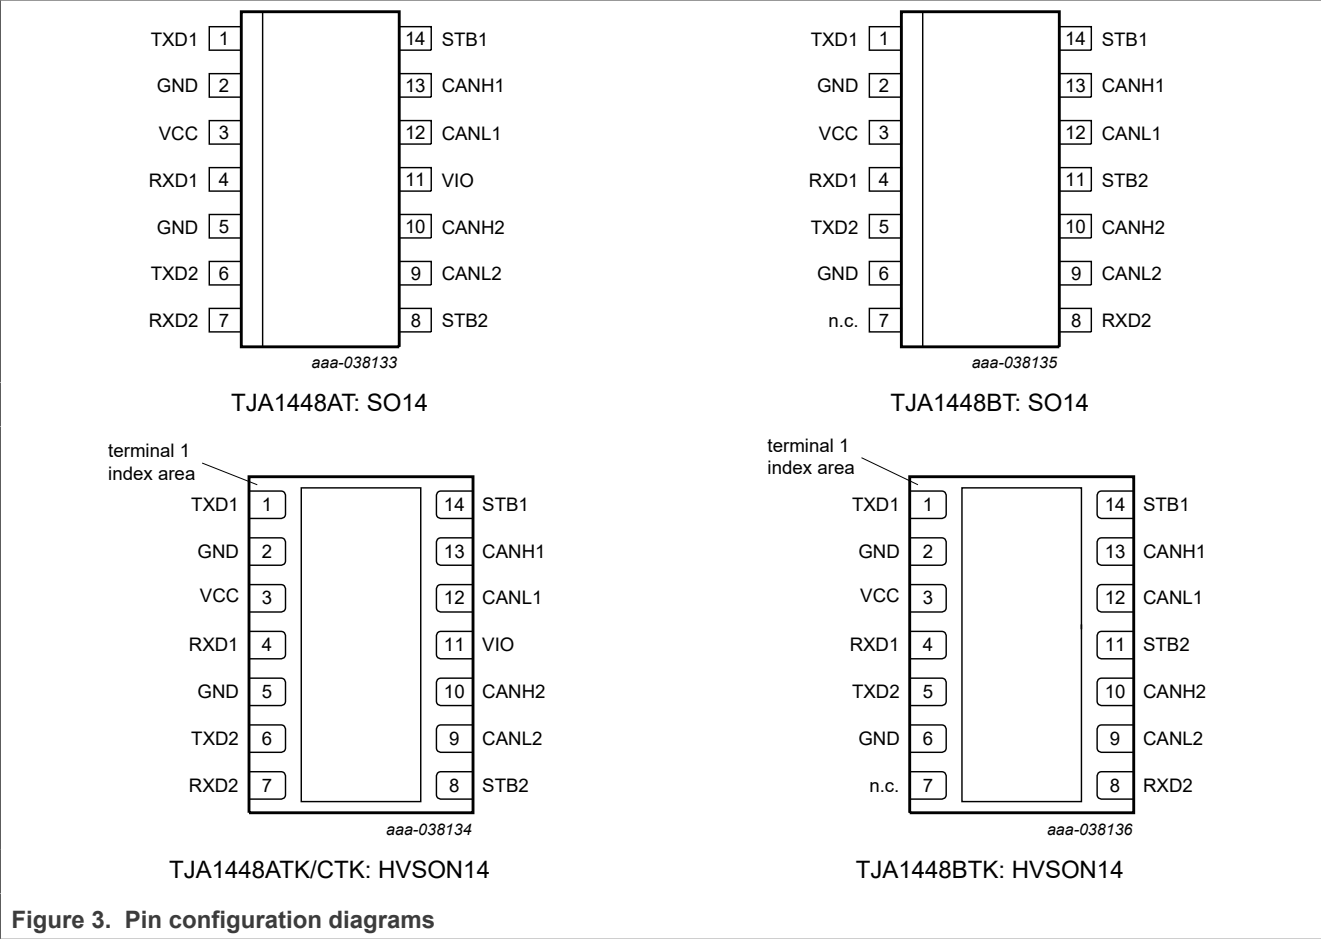 TXD1 1 14 STB1
GND 2 13 CANH1
VCC 3 12 CANL1
RXD1 4 11 VIO
GND 5 10 CANH2
TXD2 6 9 CANL2
RXD2 7 8 STB2
aaa-038133
TJA1448AT: SO14
TXD1 1 14 STB1
GND 2 13 CANH1
VCC 3 12 CANL1
RXD1 4 11 STB2
TXD2 5 10 CANH2
GND 6 9 CANL2
n.c. 7 8 RXD2
aaa-038135
TJA1448BT: SO14
terminal 1
index area
TXD1 1 14 STB1
GND 2 13 CANH1
VCC 3 12 CANL1
RXD1 4 11 VIO
GND 5 10 CANH2
TXD2 6 9 CANL2
RXD2 7 8 STB2
aaa-038134
TJA1448ATK/CTK: HVSON14
terminal 1
index area
TXD1 1 14 STB1
GND 2 13 CANH1
VCC 3 12 CANL1
RXD1 4 11 STB2
TXD2 5 10 CANH2
GND 6 9 CANL2
n.c. 7 8 RXD2
aaa-038136
TJA1448BTK: HVSON14
Figure 3. Pin configuration diagrams